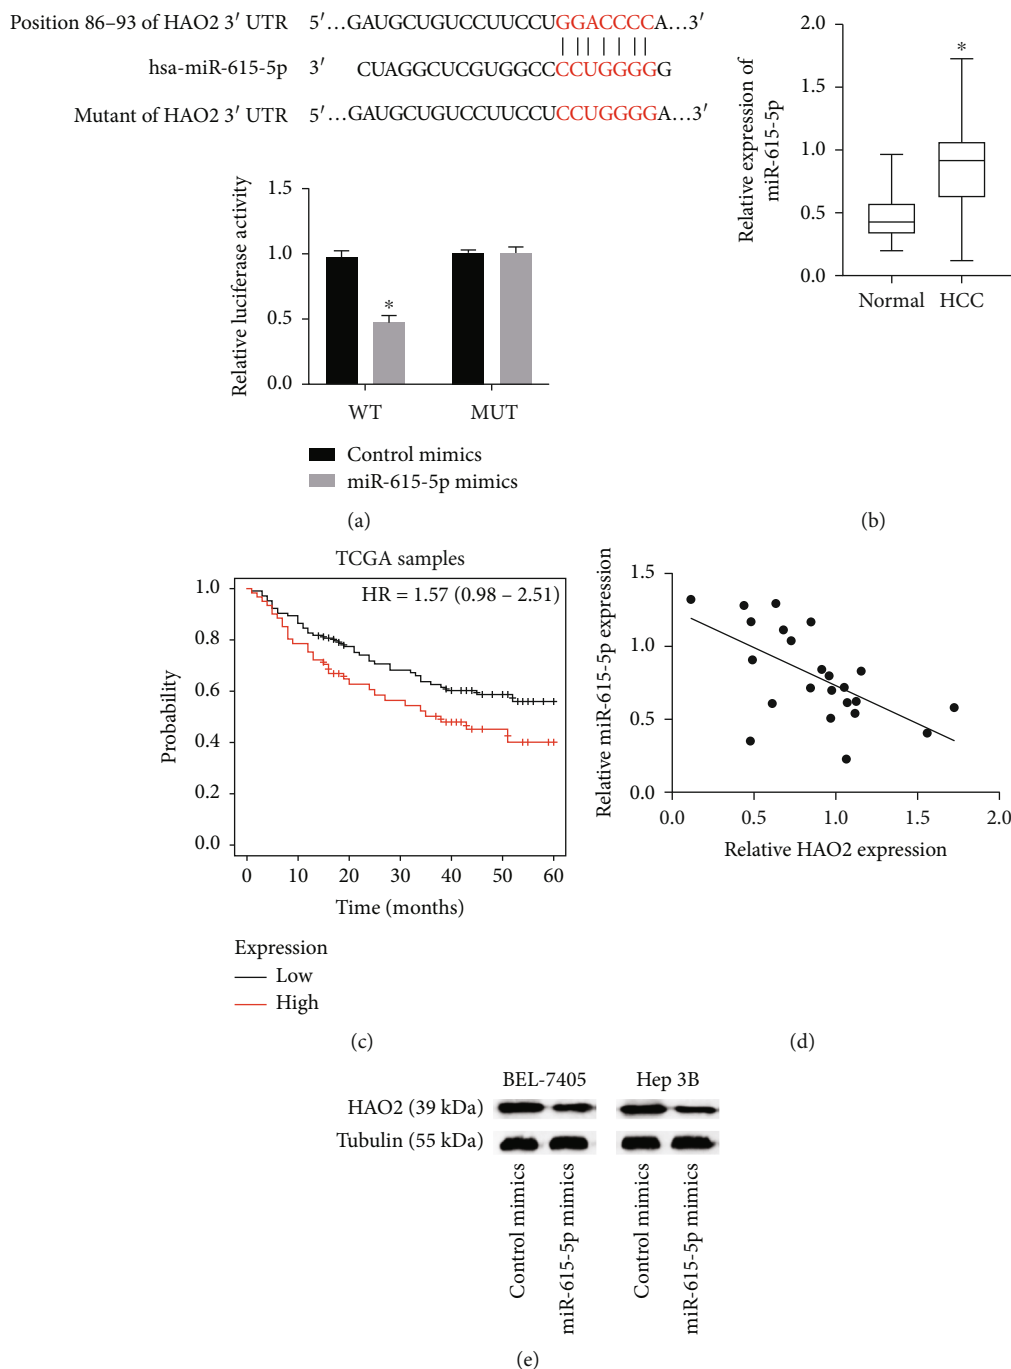 Position 86–93 of HAO2 3′ UTR 5′…GAUGCUGUCCUUCCUGGACCCCA…3′
hsa-miR-615-5p 3′ CUAGGCUCGUGGCCCCUGGGGG
Mutant of HAO2 3′ UTR 5′…GAUGCUGUCCUUCCUCCUGGGGA…3′
Relative luciferase activity
1.5
1.0
0.5
0.0
*
WT MUT
Control mimics
miR-615-5p mimics
(a)
Relative expression of
miR-615-5p
2.0
1.5
1.0
0.5
0.0
*
Normal HCC
(b)
TCGA samples
HR = 1.57 (0.98 – 2.51)
Probability
1.0
0.8
0.6
0.4
0.2
0.0
0 10 20 30 40 50 60
Time (months)
Expression
Low
High
(c)
Relative miR-615-5p expression
1.5
1.0
0.5
0.0
0.0 0.5 1.0 1.5 2.0
Relative HAO2 expression
(d)
BEL-7405 Hep 3B
HAO2 (39 kDa)
Tubulin (55 kDa)
Control mimics
miR-615-5p mimics
Control mimics
miR-615-5p mimics
(e)